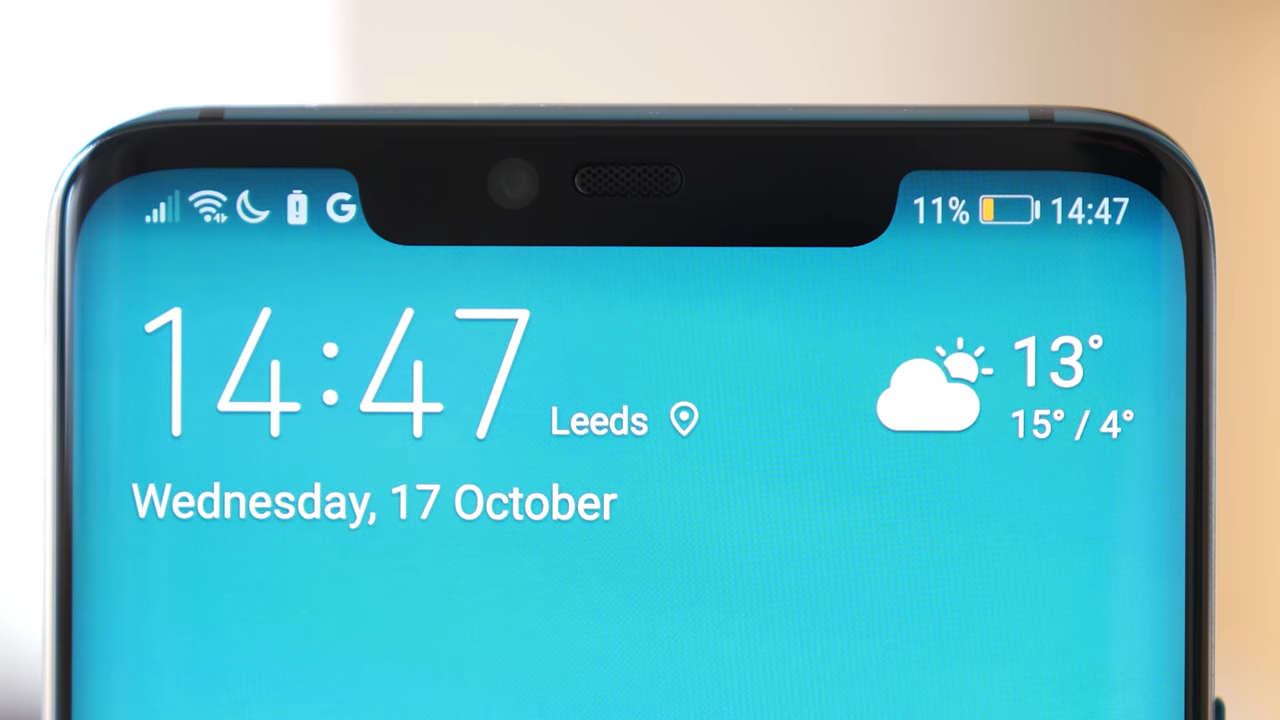 G
11% 14:47
14:47 Leeds
13°
15° / 4°
Wednesday, 17 October